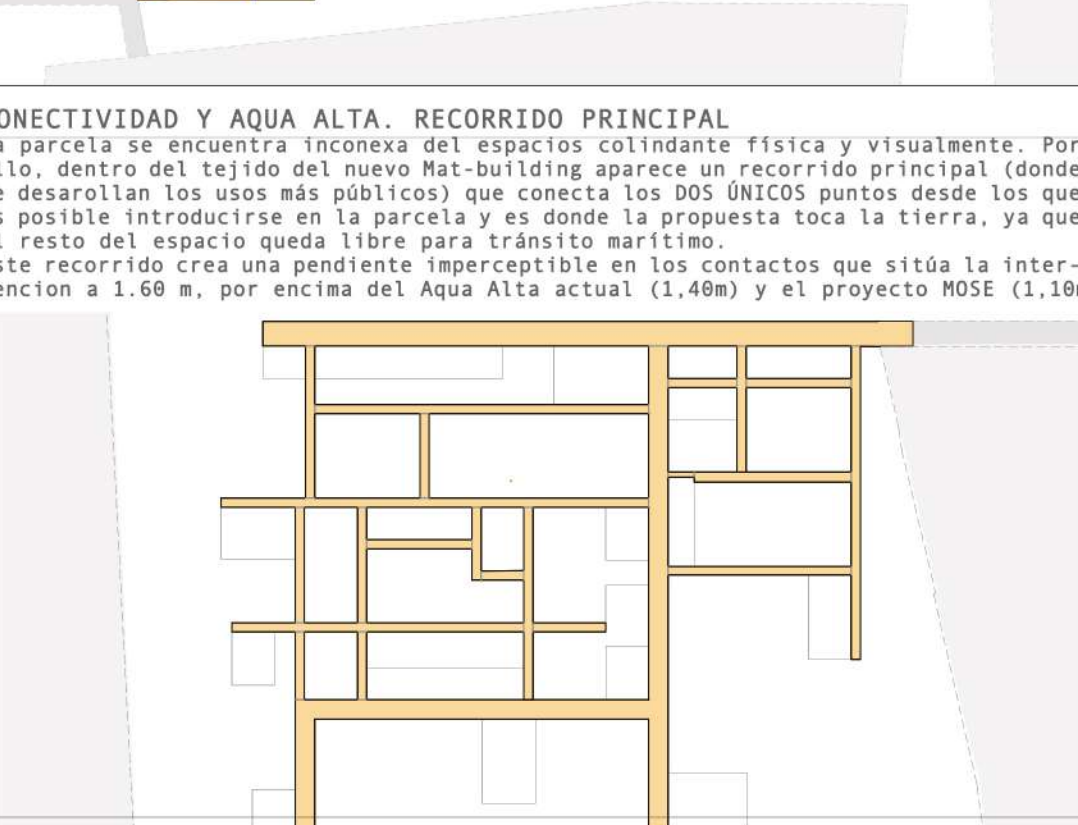 ONECTIVIDAD Y AQUA ALTA. RECORRIDO PRINCIPAL
a parcela se encuentra inconexa del espacios colindante física y visualmente. Por
llo, dentro del tejido del nuevo Mat-building aparece un recorrido principal (donde
e desarollan los usos más públicos) que conecta los DOS ÚNICOS puntos desde los que
s posible introducirse en la parcela y es donde la propuesta toca la tierra, ya que
l resto del espacio queda libre para tránsito marítimo.
ste recorrido crea una pendiente imperceptible en los contactos que sitúa la inter-
encion a 1.60 m, por encima del Aqua Alta actual (1,40m) y el proyecto MOSE (1,10m